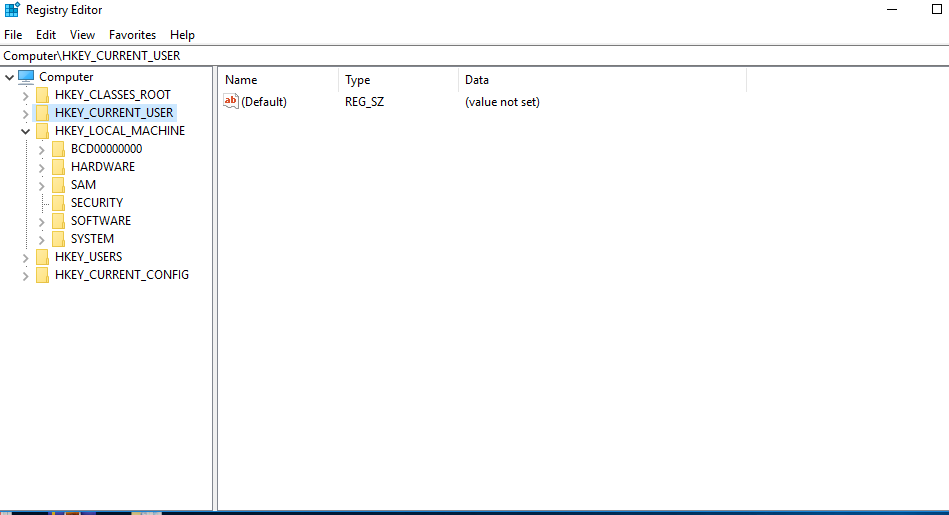 Registry Editor
File Edit View Favorites Help
Computer\HKEY_CURRENT_USER
Computer
HKEY_CLASSES_ROOT
HKEY_CURRENT_USER
HKEY_LOCAL_MACHINE
BCD00000000
HARDWARE
SAM
SECURITY
SOFTWARE
SYSTEM
HKEY_USERS
HKEY_CURRENT_CONFIG
Name Type Data
ab (Default) REG_SZ (value not set)